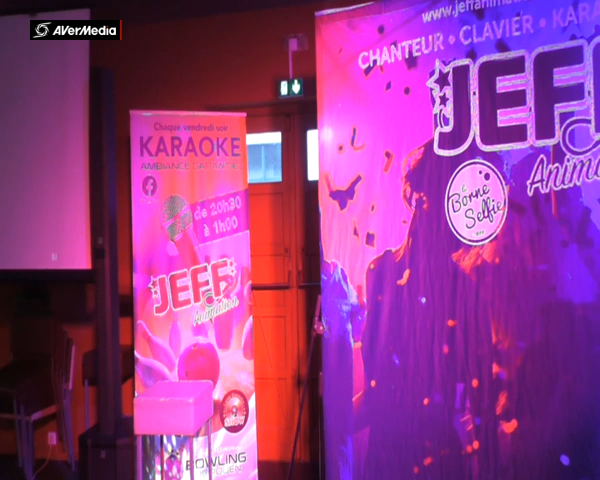 AVerMedia
www.jeffanima
CHANTEUR • CLAVIER • KARA
JEFF
Anima
La
Borne
Selfie
Chaque vendredi soir
KARAOKE
de 20h30
à 1h00
JEFF
Animation
BOWLING